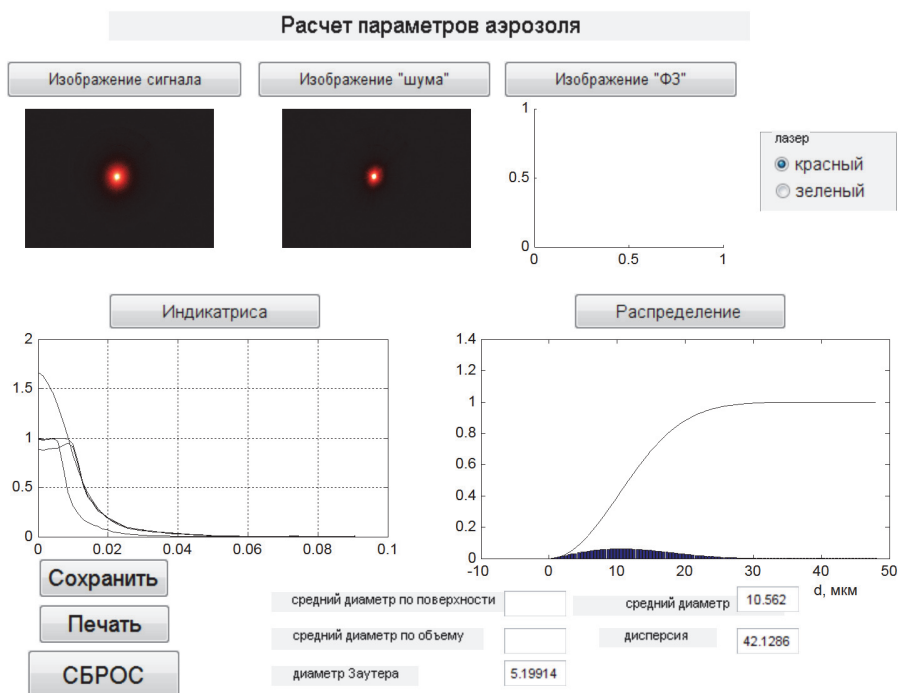 Расчет параметров аэрозоля
Изображение сигнала
Изображение "шума"
Изображение "ФЗ"
1
0.5
0
0
0.5
1
лазер
красный
зеленый
Индикатриса
2
1.5
1
0.5
0
0
0.02
0.04
0.06
0.08
0.1
Распределение
1.4
1.2
1
0.8
0.6
0.4
0.2
0
-10
0
10
20
30
40
50
d, мкм
Сохранить
Печать
СБРОС
средний диаметр по поверхности
средний диаметр по объему
диаметр Заутера
5.19914
средний диаметр
10.562
дисперсия
42.1286